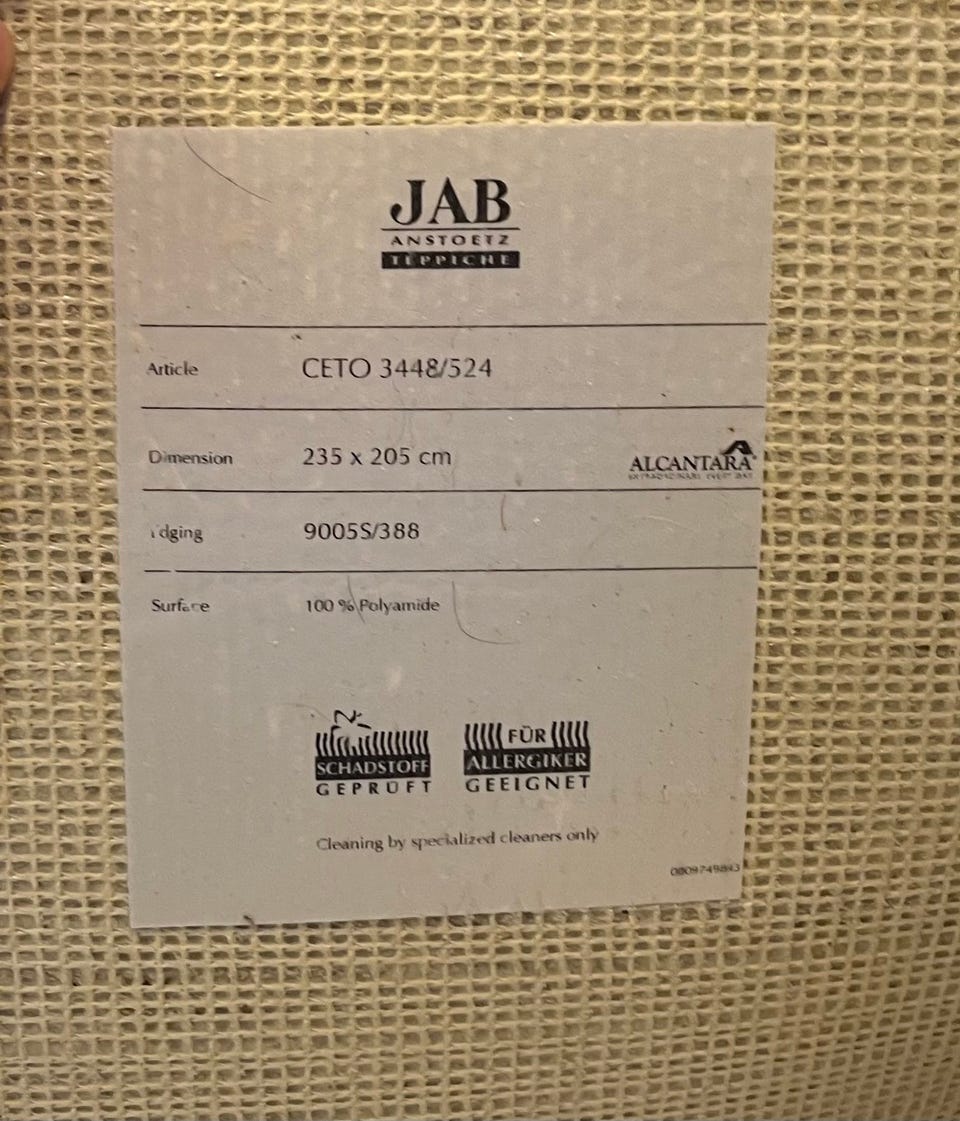 JAB
ANSTOETZ
TEPPICHE
Article CETO 3448/524
Dimension 235 x 205 cm
ALCANTARA
Edging 9005S/388
Surface 100 % Polyamide
SCHADSTOFF
GEPRÜFT
FÜR
ALLERGIKER
GEEIGNET
Cleaning by specialized cleaners only